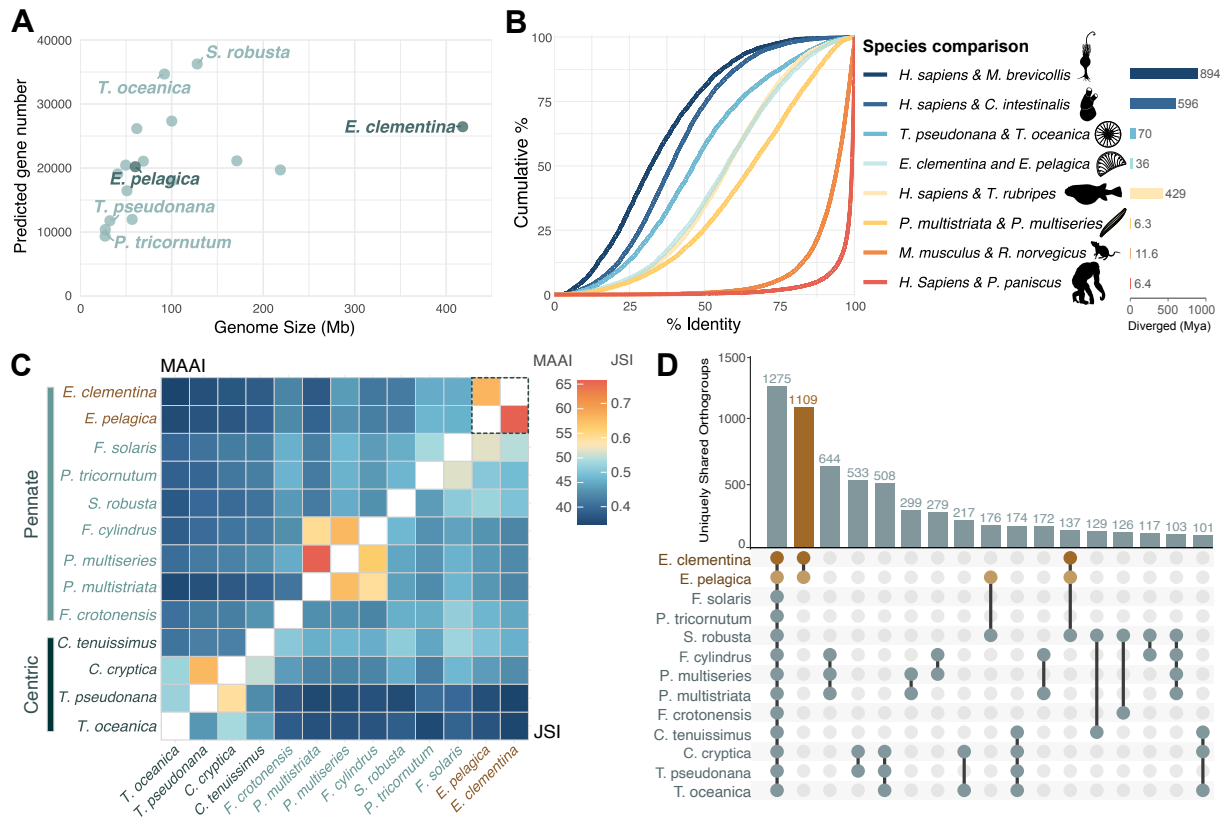 A
Predicted gene number
40000
30000
20000
10000
0
0
100
200
300
400
Genome Size (Mb)
S. robusta
T. oceanica
E. clementina
E. pelagica
T. pseudonana
P. tricornutum
B
Cumulative %
100
75
50
25
0
0
25
50
75
100
% Identity
Species comparison
H. sapiens & M. brevicollis
894
H. sapiens & C. intestinalis
596
T. pseudonana & T. oceanica
70
E. clementina and E. pelagica
36
H. sapiens & T. rubripes
429
P. multistriata & P. multiseries
6.3
M. musculus & R. norvegicus
11.6
H. Sapiens & P. paniscus
6.4
0
1000
Diverged (Mya)
C
MAAI
Pennate
Centric
E. clementina
E. pelagica
F. solaris
P. tricornutum
S. robusta
F. cylindrus
P. multiseries
P. multistriata
F. crotonensis
C. tenuissimus
C. cryptica
T. pseudonana
T. oceanica
JSI
T. oceanica
T. pseudonana
C. cryptica
C. tenuissimus
F. crotonensis
P. multistriata
P. multiseries
F. cylindrus
S. robusta
P. tricornutum
F. solaris
E. pelagica
E. clementina
MAAI JSI
65
60
55
50
45
40
0.7
0.6
0.5
0.4
D
Uniquely Shared Orthogroups
1500
1000
500
0
1275
1109
644
533
508
299
279
217
176
174
172
137
129
126
117
103
101
E. clementina
E. pelagica
F. solaris
P. tricornutum
S. robusta
F. cylindrus
P. multiseries
P. multistriata
F. crotonensis
C. tenuissimus
C. cryptica
T. pseudonana
T. oceanica